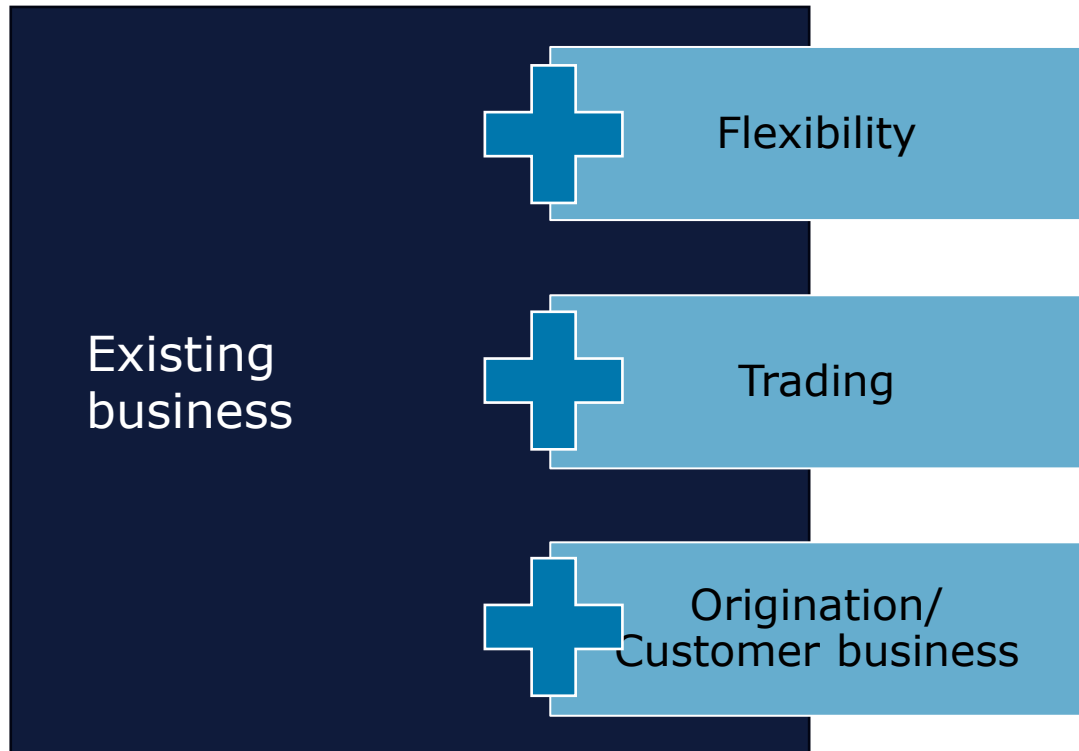 Existing
business
Flexibility
Trading
Origination/
Customer business